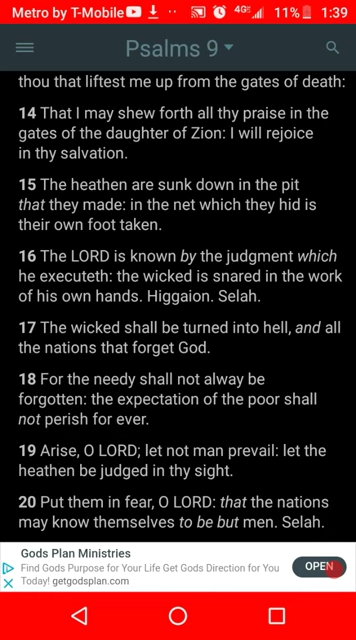 Metro by T-Mobile 4G 11% 1:39
Psalms 9
thou that liftest me up from the gates of death:
14 That I may shew forth all thy praise in the
gates of the daughter of Zion: I will rejoice
in thy salvation.
15 The heathen are sunk down in the pit
that they made: in the net which they hid is
their own foot taken.
16 The LORD is known by the judgment which
he executeth: the wicked is snared in the work
of his own hands. Higgaion. Selah.
17 The wicked shall be turned into hell, and all
the nations that forget God.
18 For the needy shall not alway be
forgotten: the expectation of the poor shall
not perish for ever.
19 Arise, O LORD; let not man prevail: let the
heathen be judged in thy sight.
20 Put them in fear, O LORD: that the nations
may know themselves to be but men. Selah.
Gods Plan Ministries
Find Gods Purpose for Your Life Get Gods Direction for You
Today! getgodsplan.com
OPEN